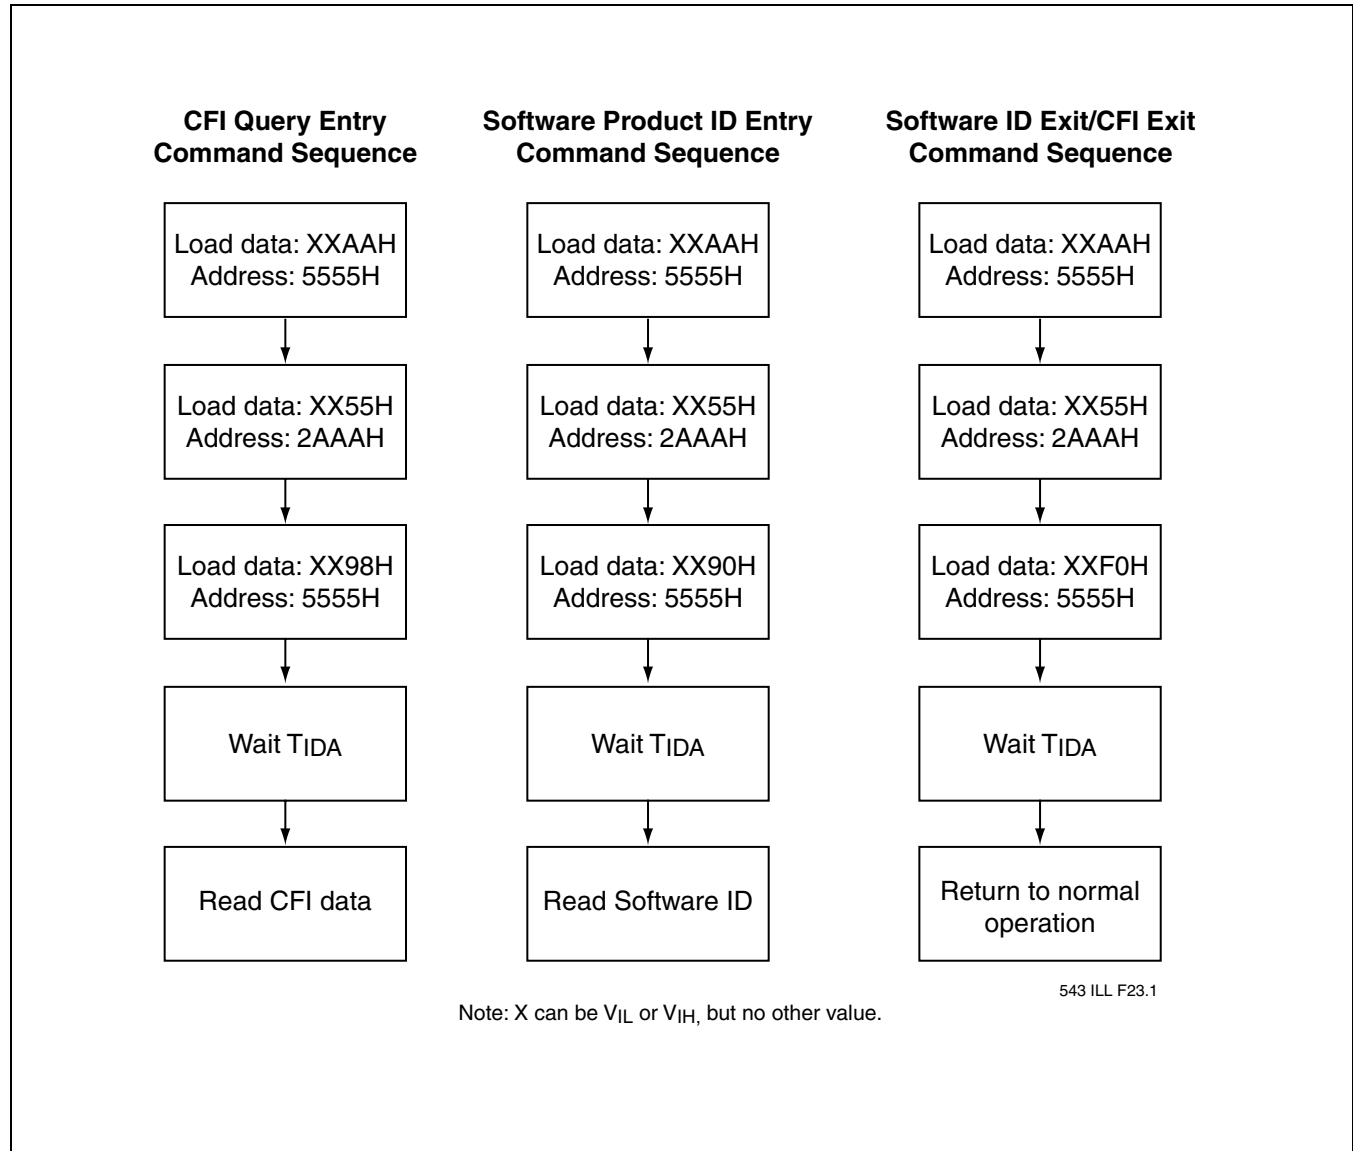 CFI Query Entry
Command Sequence
Load data: XXAAH
Address: 5555H
Load data: XX55H
Address: 2AAAH
Load data: XX98H
Address: 5555H
Wait TIDA
Read CFI data
Software Product ID Entry
Command Sequence
Load data: XXAAH
Address: 5555H
Load data: XX55H
Address: 2AAAH
Load data: XX90H
Address: 5555H
Wait TIDA
Read Software ID
Software ID Exit/CFI Exit
Command Sequence
Load data: XXAAH
Address: 5555H
Load data: XX55H
Address: 2AAAH
Load data: XXF0H
Address: 5555H
Wait TIDA
Return to normal
operation
543 ILL F23.1
Note: X can be VIL or VIH, but no other value.